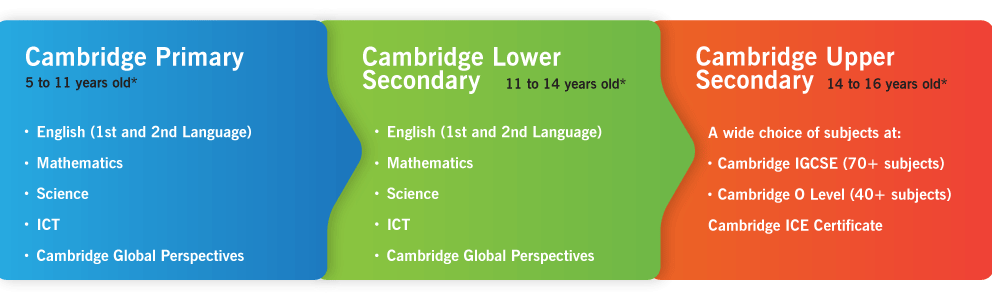 Cambridge Primary
5 to 11 years old*
• English (1st and 2nd Language)
• Mathematics
• Science
• ICT
• Cambridge Global Perspectives
Cambridge Lower
Secondary 11 to 14 years old*
• English (1st and 2nd Language)
• Mathematics
• Science
• ICT
• Cambridge Global Perspectives
Cambridge Upper
Secondary 14 to 16 years old*
A wide choice of subjects at:
• Cambridge IGCSE (70+ subjects)
• Cambridge O Level (40+ subjects)
Cambridge ICE Certificate